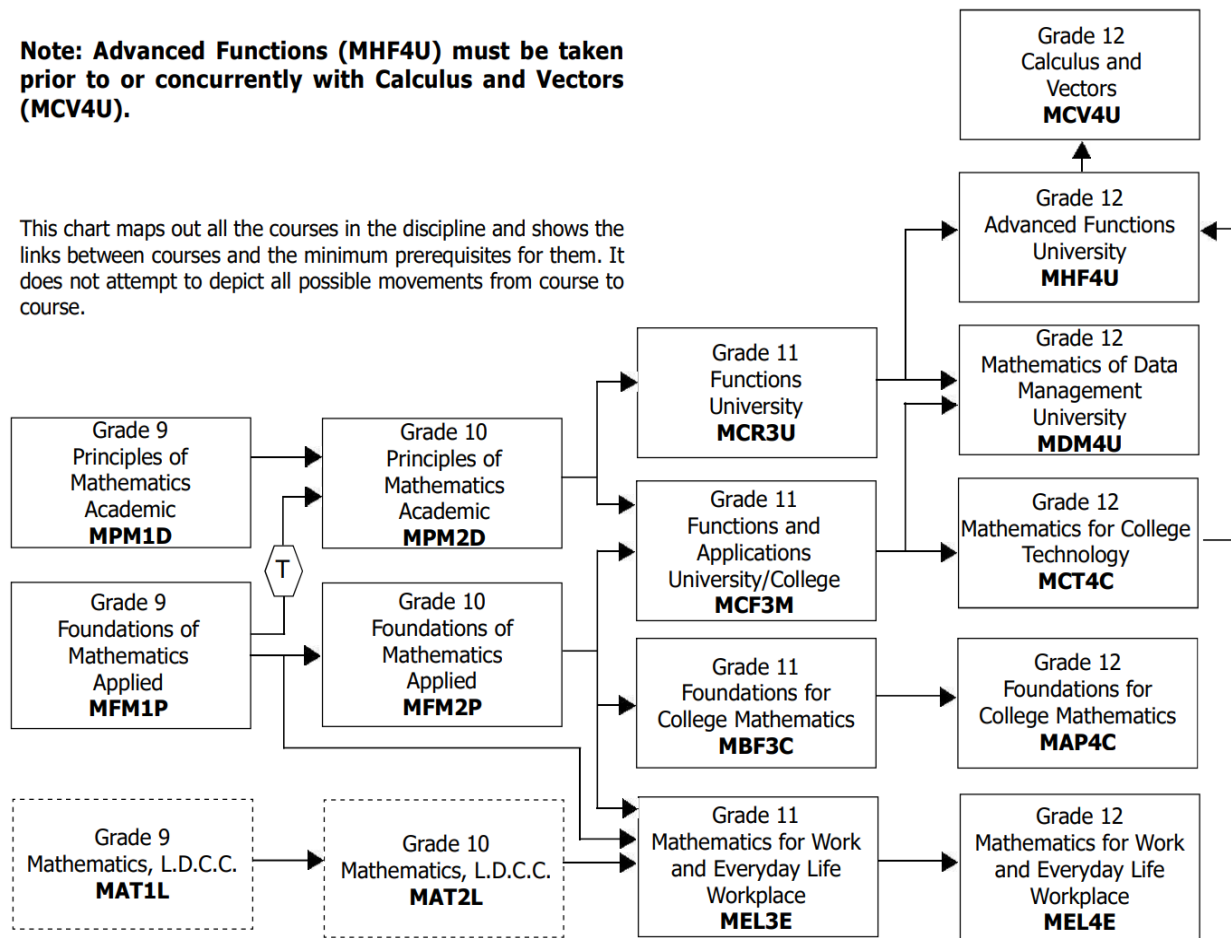 Note: Advanced Functions (MHF4U) must be taken
prior to or concurrently with Calculus and Vectors
(MCV4U).
This chart maps out all the courses in the discipline and shows the
links between courses and the minimum prerequisites for them. It
does not attempt to depict all possible movements from course to
course.
Grade 12
Calculus and
Vectors
MCV4U
Grade 12
Advanced Functions
University
MHF4U
Grade 11
Functions
University
MCR3U
Grade 12
Mathematics of Data
Management
University
MDM4U
Grade 9
Principles of
Mathematics
Academic
MPM1D
Grade 10
Principles of
Mathematics
Academic
MPM2D
Grade 11
Functions and
Applications
University/College
MCF3M
Grade 12
Mathematics for College
Technology
MCT4C
T
Grade 9
Foundations of
Mathematics
Applied
MFM1P
Grade 10
Foundations of
Mathematics
Applied
MFM2P
Grade 11
Foundations for
College Mathematics
MBF3C
Grade 12
Foundations for
College Mathematics
MAP4C
Grade 9
Mathematics, L.D.C.C.
MAT1L
Grade 10
Mathematics, L.D.C.C.
MAT2L
Grade 11
Mathematics for Work
and Everyday Life
Workplace
MEL3E
Grade 12
Mathematics for Work
and Everyday Life
Workplace
MEL4E